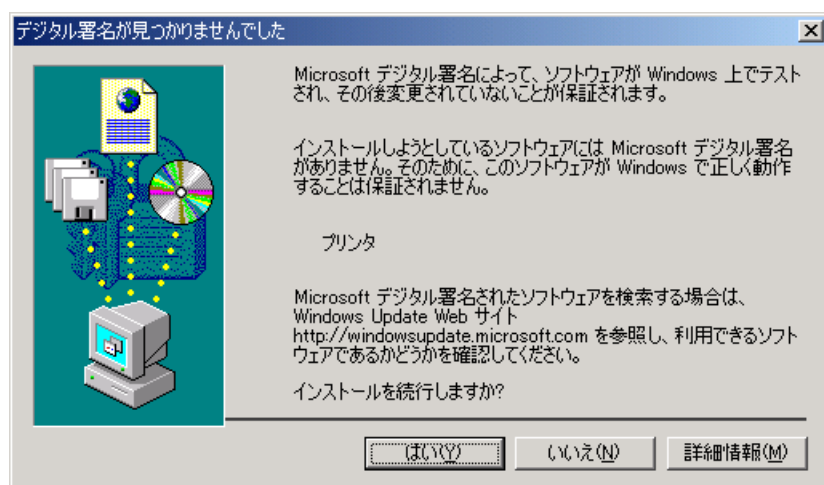 デジタル署名が見つかりませんでした
Microsoft デジタル署名によって、ソフトウェアが Windows 上でテスト
され、その後変更されていないことが保証されます。
インストールしようとしているソフトウェアには Microsoft デジタル署名
がありません。そのために、このソフトウェアが Windows で正しく動作
することは保証されません。
プリンタ
Microsoft デジタル署名されたソフトウェアを検索する場合は、
Windows Update Web サイト
http://windowsupdate.microsoft.com を参照し、利用できるソフト
ウェアであるかどうかを確認してください。
インストールを続行しますか?
はい(Y) いいえ(N) 詳細情報(M)